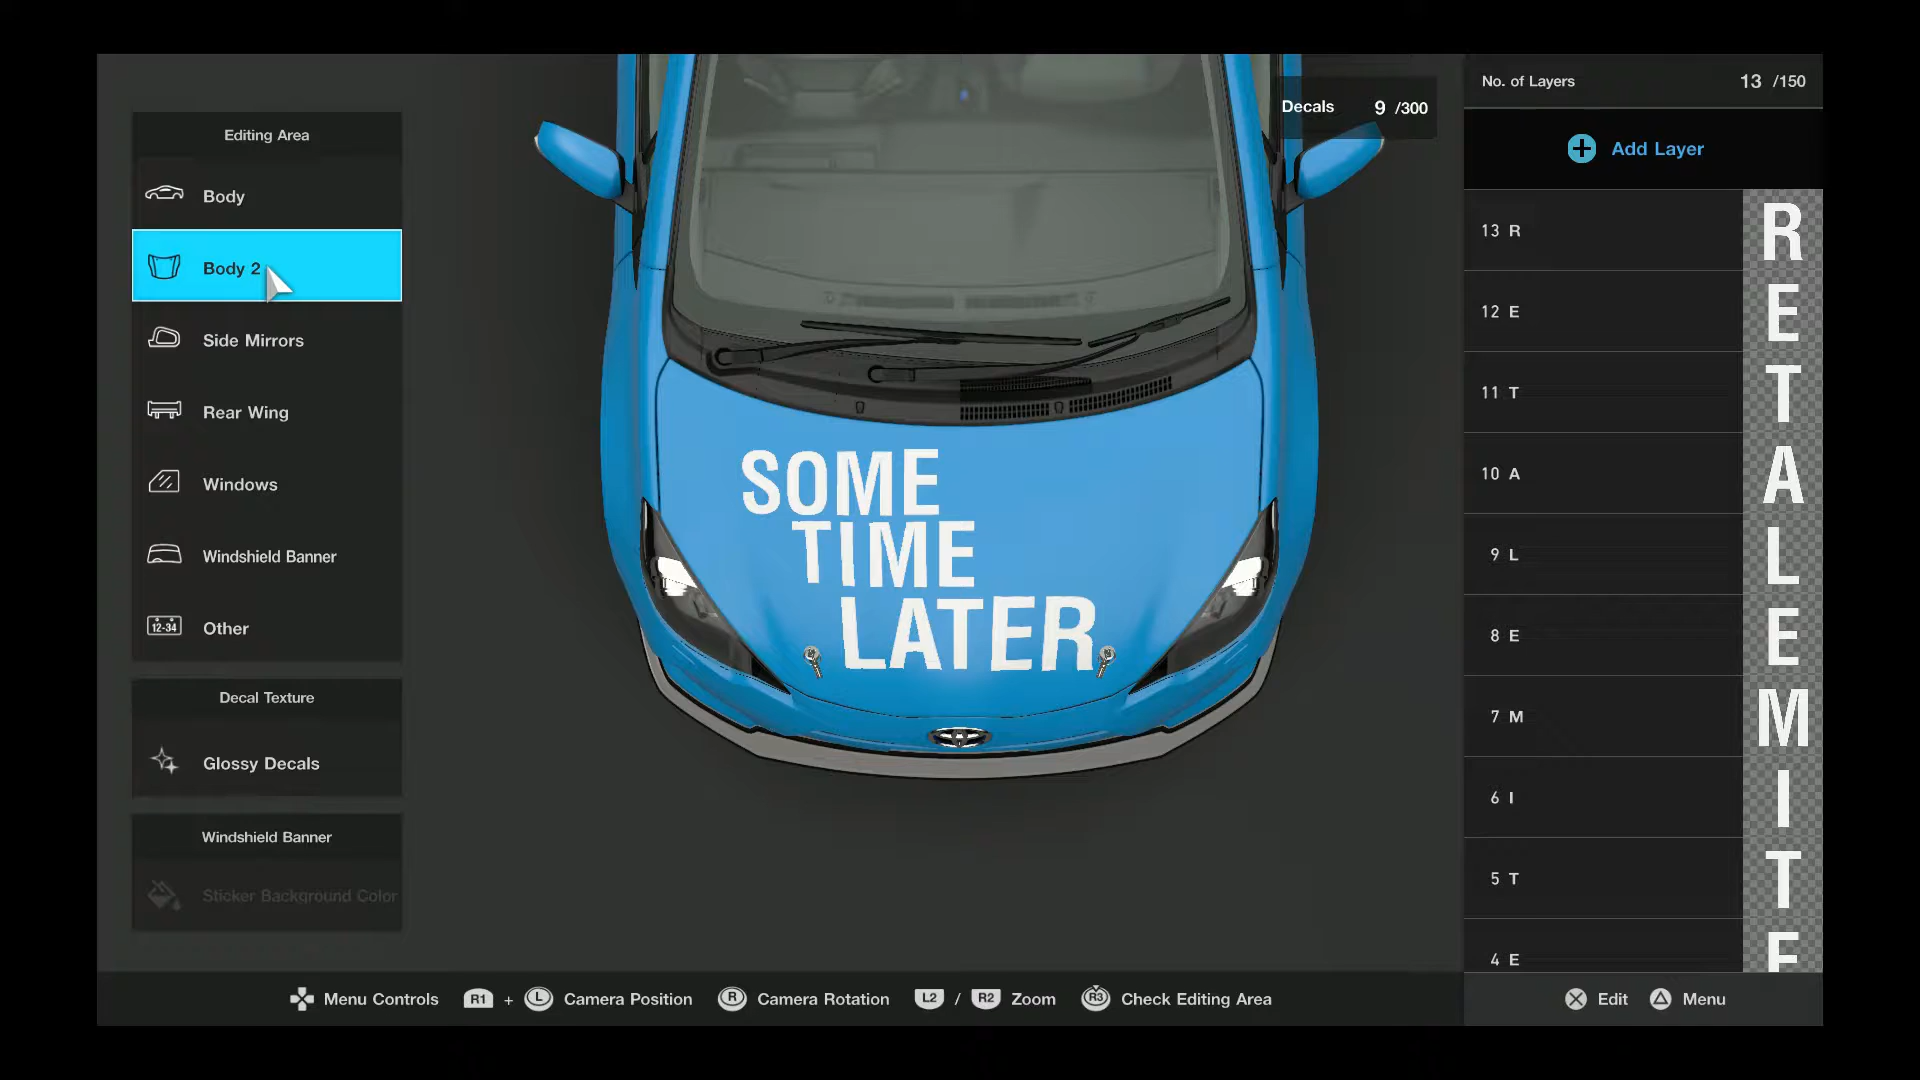 Editing Area
Body
Body 2
Side Mirrors
Rear Wing
Windows
Windshield Banner
12-34 Other
Decal Texture
Glossy Decals
Windshield Banner
Sticker Background Color
Decals 9 /300
SOME
TIME
LATER
No. of Layers 13 /150
Add Layer
13 R R
12 E E
11 T T
10 A A
9 L L
8 E E
7 M M
6 I I
5 T T
4 E E
Menu Controls R1 + L Camera Position R Camera Rotation L2 / R2 Zoom R3 Check Editing Area
Edit Menu